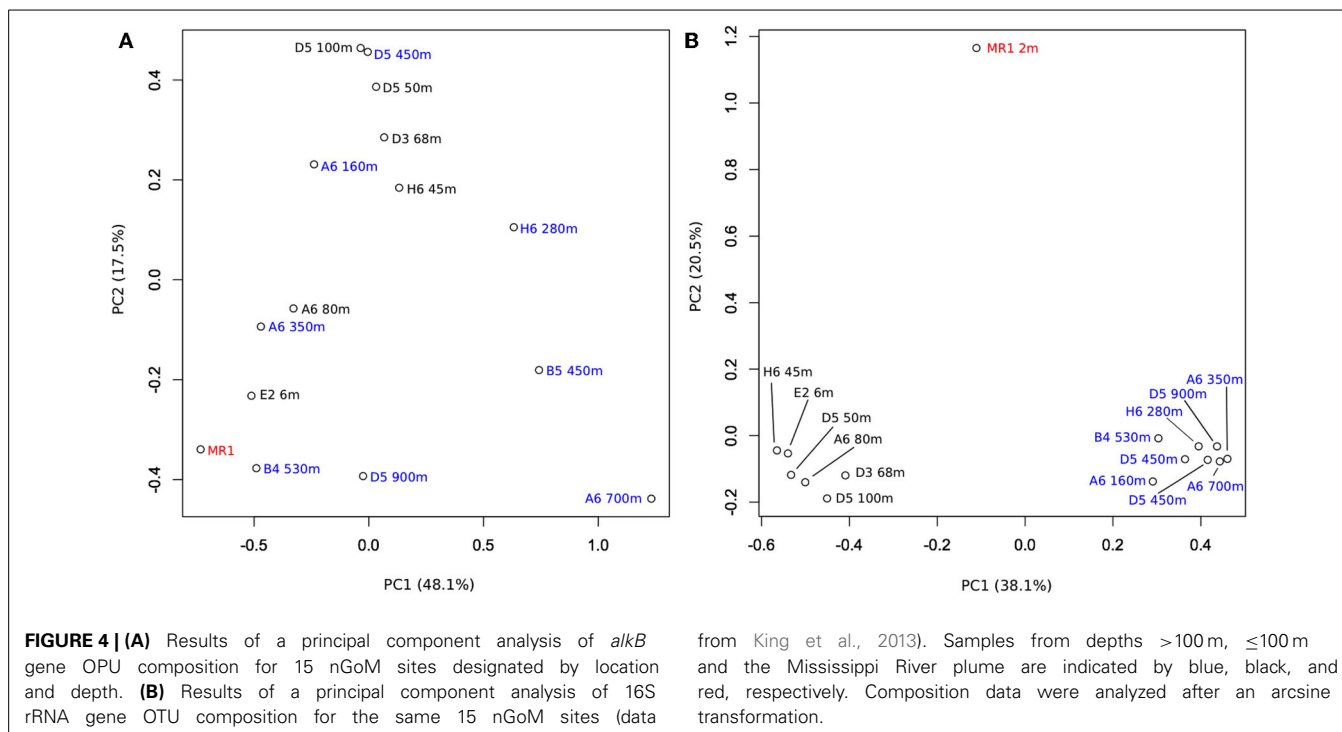 A
D5 100m
D5 450m
D5 50m
D3 68m
A6 160m
H6 45m
H6 280m
A6 80m
A6 350m
B5 450m
E2 6m
MR1
B4 530m
D5 900m
A6 700m
0.4
0.2
0.0
-0.2
-0.4
PC2 (17.5%)
-0.5
0.0
0.5
1.0
PC1 (48.1%)
B
MR1 2m
H6 45m
E2 6m
D5 50m
A6 80m
D3 68m
D5 100m
A6 350m
D5 900m
H6 280m
B4 530m
D5 450m
A6 160m
A6 700m
D5 450m
1.2
1.0
0.8
0.6
0.4
0.2
0.0
-0.2
PC2 (20.5%)
-0.6
-0.4
-0.2
0.0
0.2
0.4
PC1 (38.1%)
FIGURE 4 | (A) Results of a principal component analysis of alkB
gene OPU composition for 15 nGoM sites designated by location
and depth. (B) Results of a principal component analysis of 16S
rRNA gene OTU composition for the same 15 nGoM sites (data
from King et al., 2013). Samples from depths >100 m, ≤100 m
and the Mississippi River plume are indicated by blue, black, and
red, respectively. Composition data were analyzed after an arcsine
transformation.